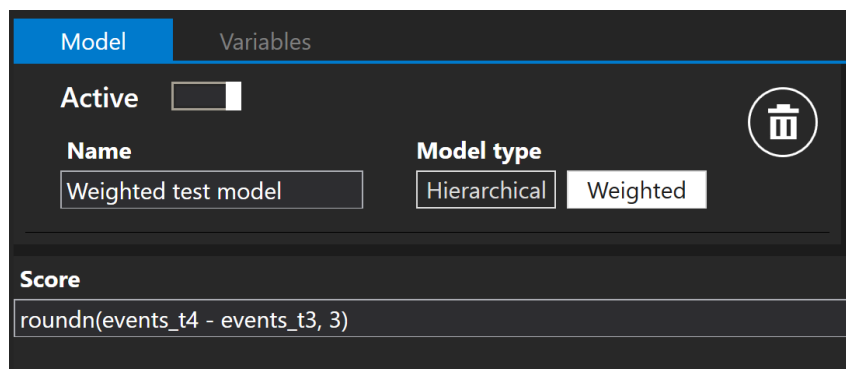 Model Variables
Active
Name Model type
Weighted test model Hierarchical Weighted
Score
roundn(events_t4 - events_t3, 3)